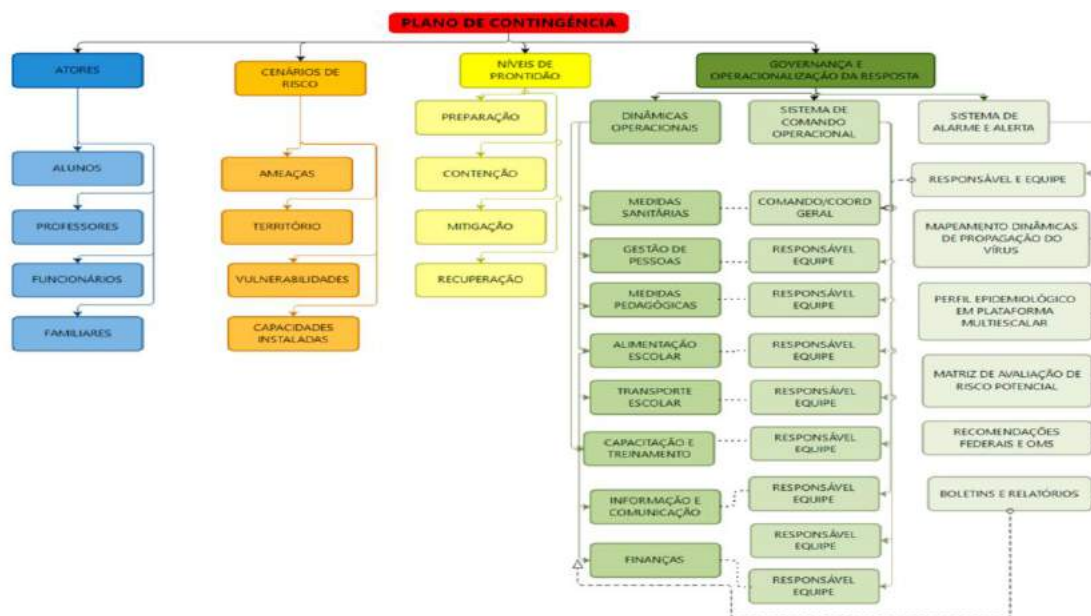 PLANO DE CONTINGÊNCIA
ATORES
ALUNOS
PROFESSORES
FUNCIONÁRIOS
FAMILIARES
CENÁRIOS DE
RISCO
AMEAÇAS
TERRITÓRIO
VULNERABILIDADES
CAPACIDADES
INSTALADAS
NÍVEIS DE
PRONTIDÃO
PREPARAÇÃO
CONTENÇÃO
MITIGAÇÃO
RECUPERAÇÃO
GOVERNANÇA E
OPERACIONALIZAÇÃO DA RESPOSTA
DINÂMICAS
OPERACIONAIS
MEDIDAS
SANITÁRIAS
GESTÃO DE
PESSOAS
MEDIDAS
PEDAGÓGICAS
ALIMENTAÇÃO
ESCOLAR
TRANSPORTE
ESCOLAR
CAPACITAÇÃO E
TREINAMENTO
INFORMAÇÃO E
COMUNICAÇÃO
FINANÇAS
SISTEMA DE
COMANDO
OPERACIONAL
COMANDO/COORD
GERAL
RESPONSÁVEL
EQUIPE
RESPONSÁVEL
EQUIPE
RESPONSÁVEL
EQUIPE
RESPONSÁVEL
EQUIPE
RESPONSÁVEL
EQUIPE
RESPONSÁVEL
EQUIPE
RESPONSÁVEL
EQUIPE
RESPONSÁVEL
EQUIPE
SISTEMA DE
ALARME E ALERTA
RESPONSÁVEL E EQUIPE
MAPEAMENTO DINÂMICAS
DE PROPAGAÇÃO DO
VÍRUS
PERFIL EPIDEMIOLÓGICO
EM PLATAFORMA
MULTIESCALAR
MATRIZ DE AVALIAÇÃO DE
RISCO POTENCIAL
RECOMENDAÇÕES
FEDERAIS E OMS
BOLETINS E RELATÓRIOS